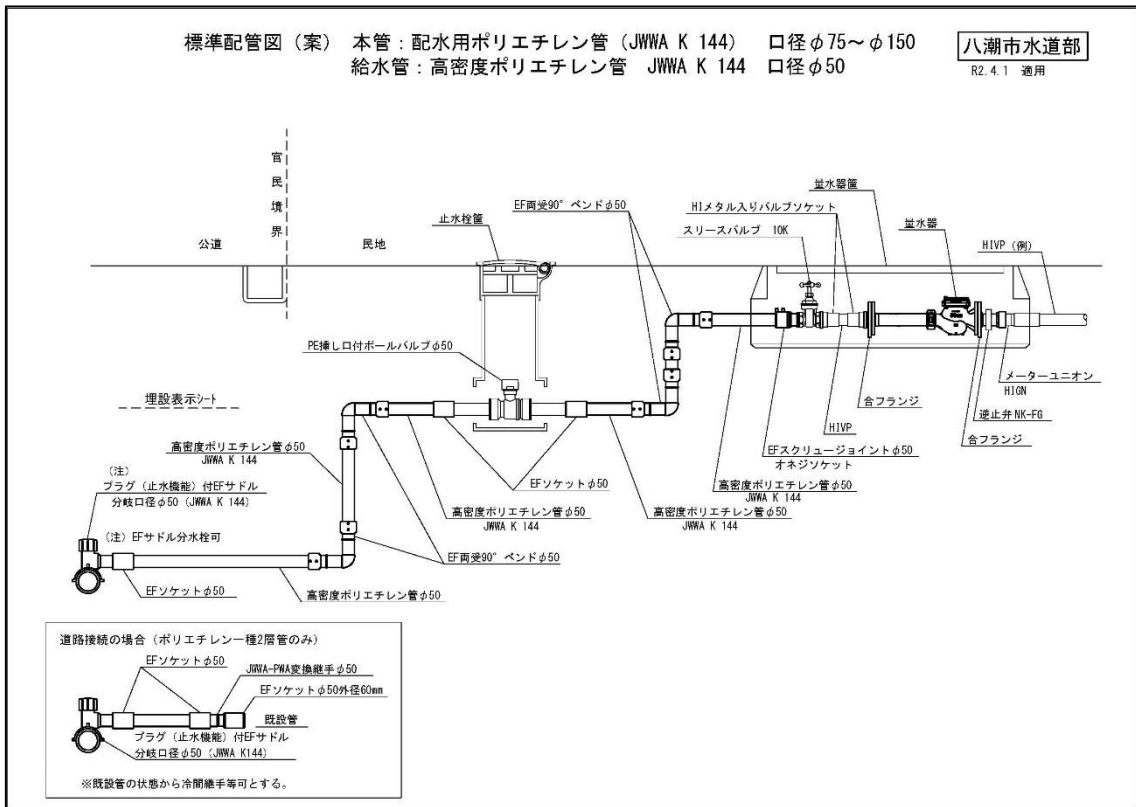 標準配管図（案） 本管：配水用ポリエチレン管（JWWA K 144） 口径φ75～φ150
給水管：高密度ポリエチレン管 JWWA K 144 口径φ50
八潮市水道部
R2.4.1 適用
官民境界
公道
民地
止水栓筐
EF両受90° ベンドφ50
HIメタル入りバルブソケット
スリースバルブ 10K
量水器筐
量水器
HIVP（例）
PE挿し口付ボールバルブφ50
埋設表示シート
メーターユニオン
HIGN
逆止弁NK-FG
合フランジ
合フランジ
HIVP
EFスクリュージョイントφ50
オネジソケット
高密度ポリエチレン管φ50
JWWA K 144
高密度ポリエチレン管φ50
JWWA K 144
EFソケットφ50
高密度ポリエチレン管φ50
JWWA K 144
高密度ポリエチレン管φ50
JWWA K 144
（注）
プラグ（止水機能）付EFサドル
分岐口径φ50（JWWA K 144）
（注）EFサドル分水栓可
EF両受90° ベンドφ50
EFソケットφ50
高密度ポリエチレン管φ50
道路接続の場合（ポリエチレン一種2層管のみ）
EFソケットφ50
JWWA-PWA変換継手φ50
EFソケットφ50外径60mm
既設管
プラグ（止水機能）付EFサドル
分岐口径φ50（JWWA K144）
※既設管の状態から冷間継手等可とする。